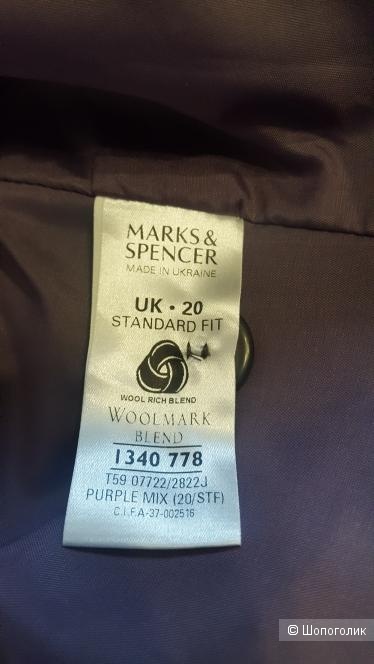 MARKS &
SPENCER
MADE IN UKRAINE
UK • 20
STANDARD FIT
WOOL RICH BLEND
WOOLMARK
BLEND
1340 778
T59 07722/2822J
PURPLE MIX (20/STF)
C.I.F.A-37-002516
© Шопоголик